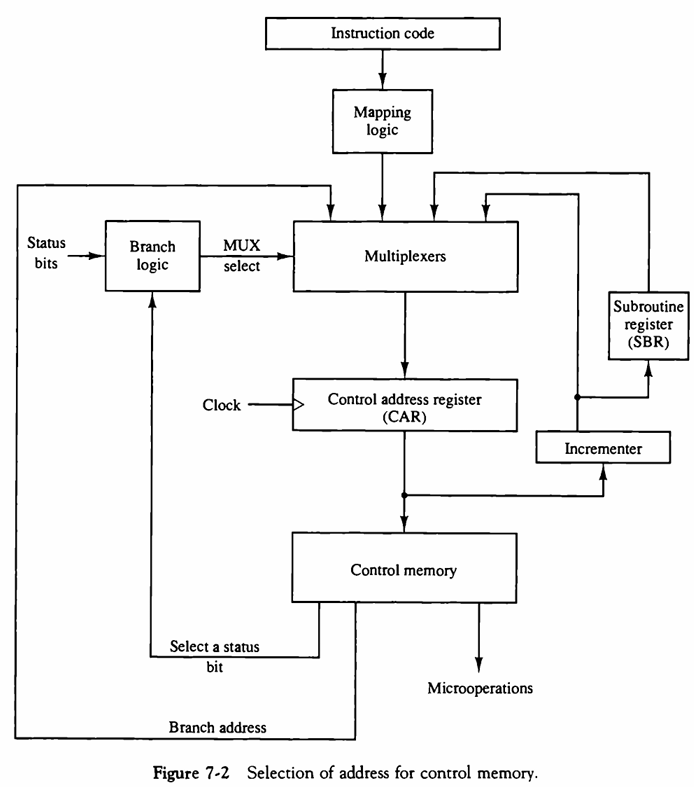 Instruction code
Mapping
logic
Status
bits
Branch
logic
MUX
select
Multiplexers
Subroutine
register
(SBR)
Clock
Control address register
(CAR)
Incrementer
Control memory
Select a status
bit
Microoperations
Branch address
Figure 7-2 Selection of address for control memory.